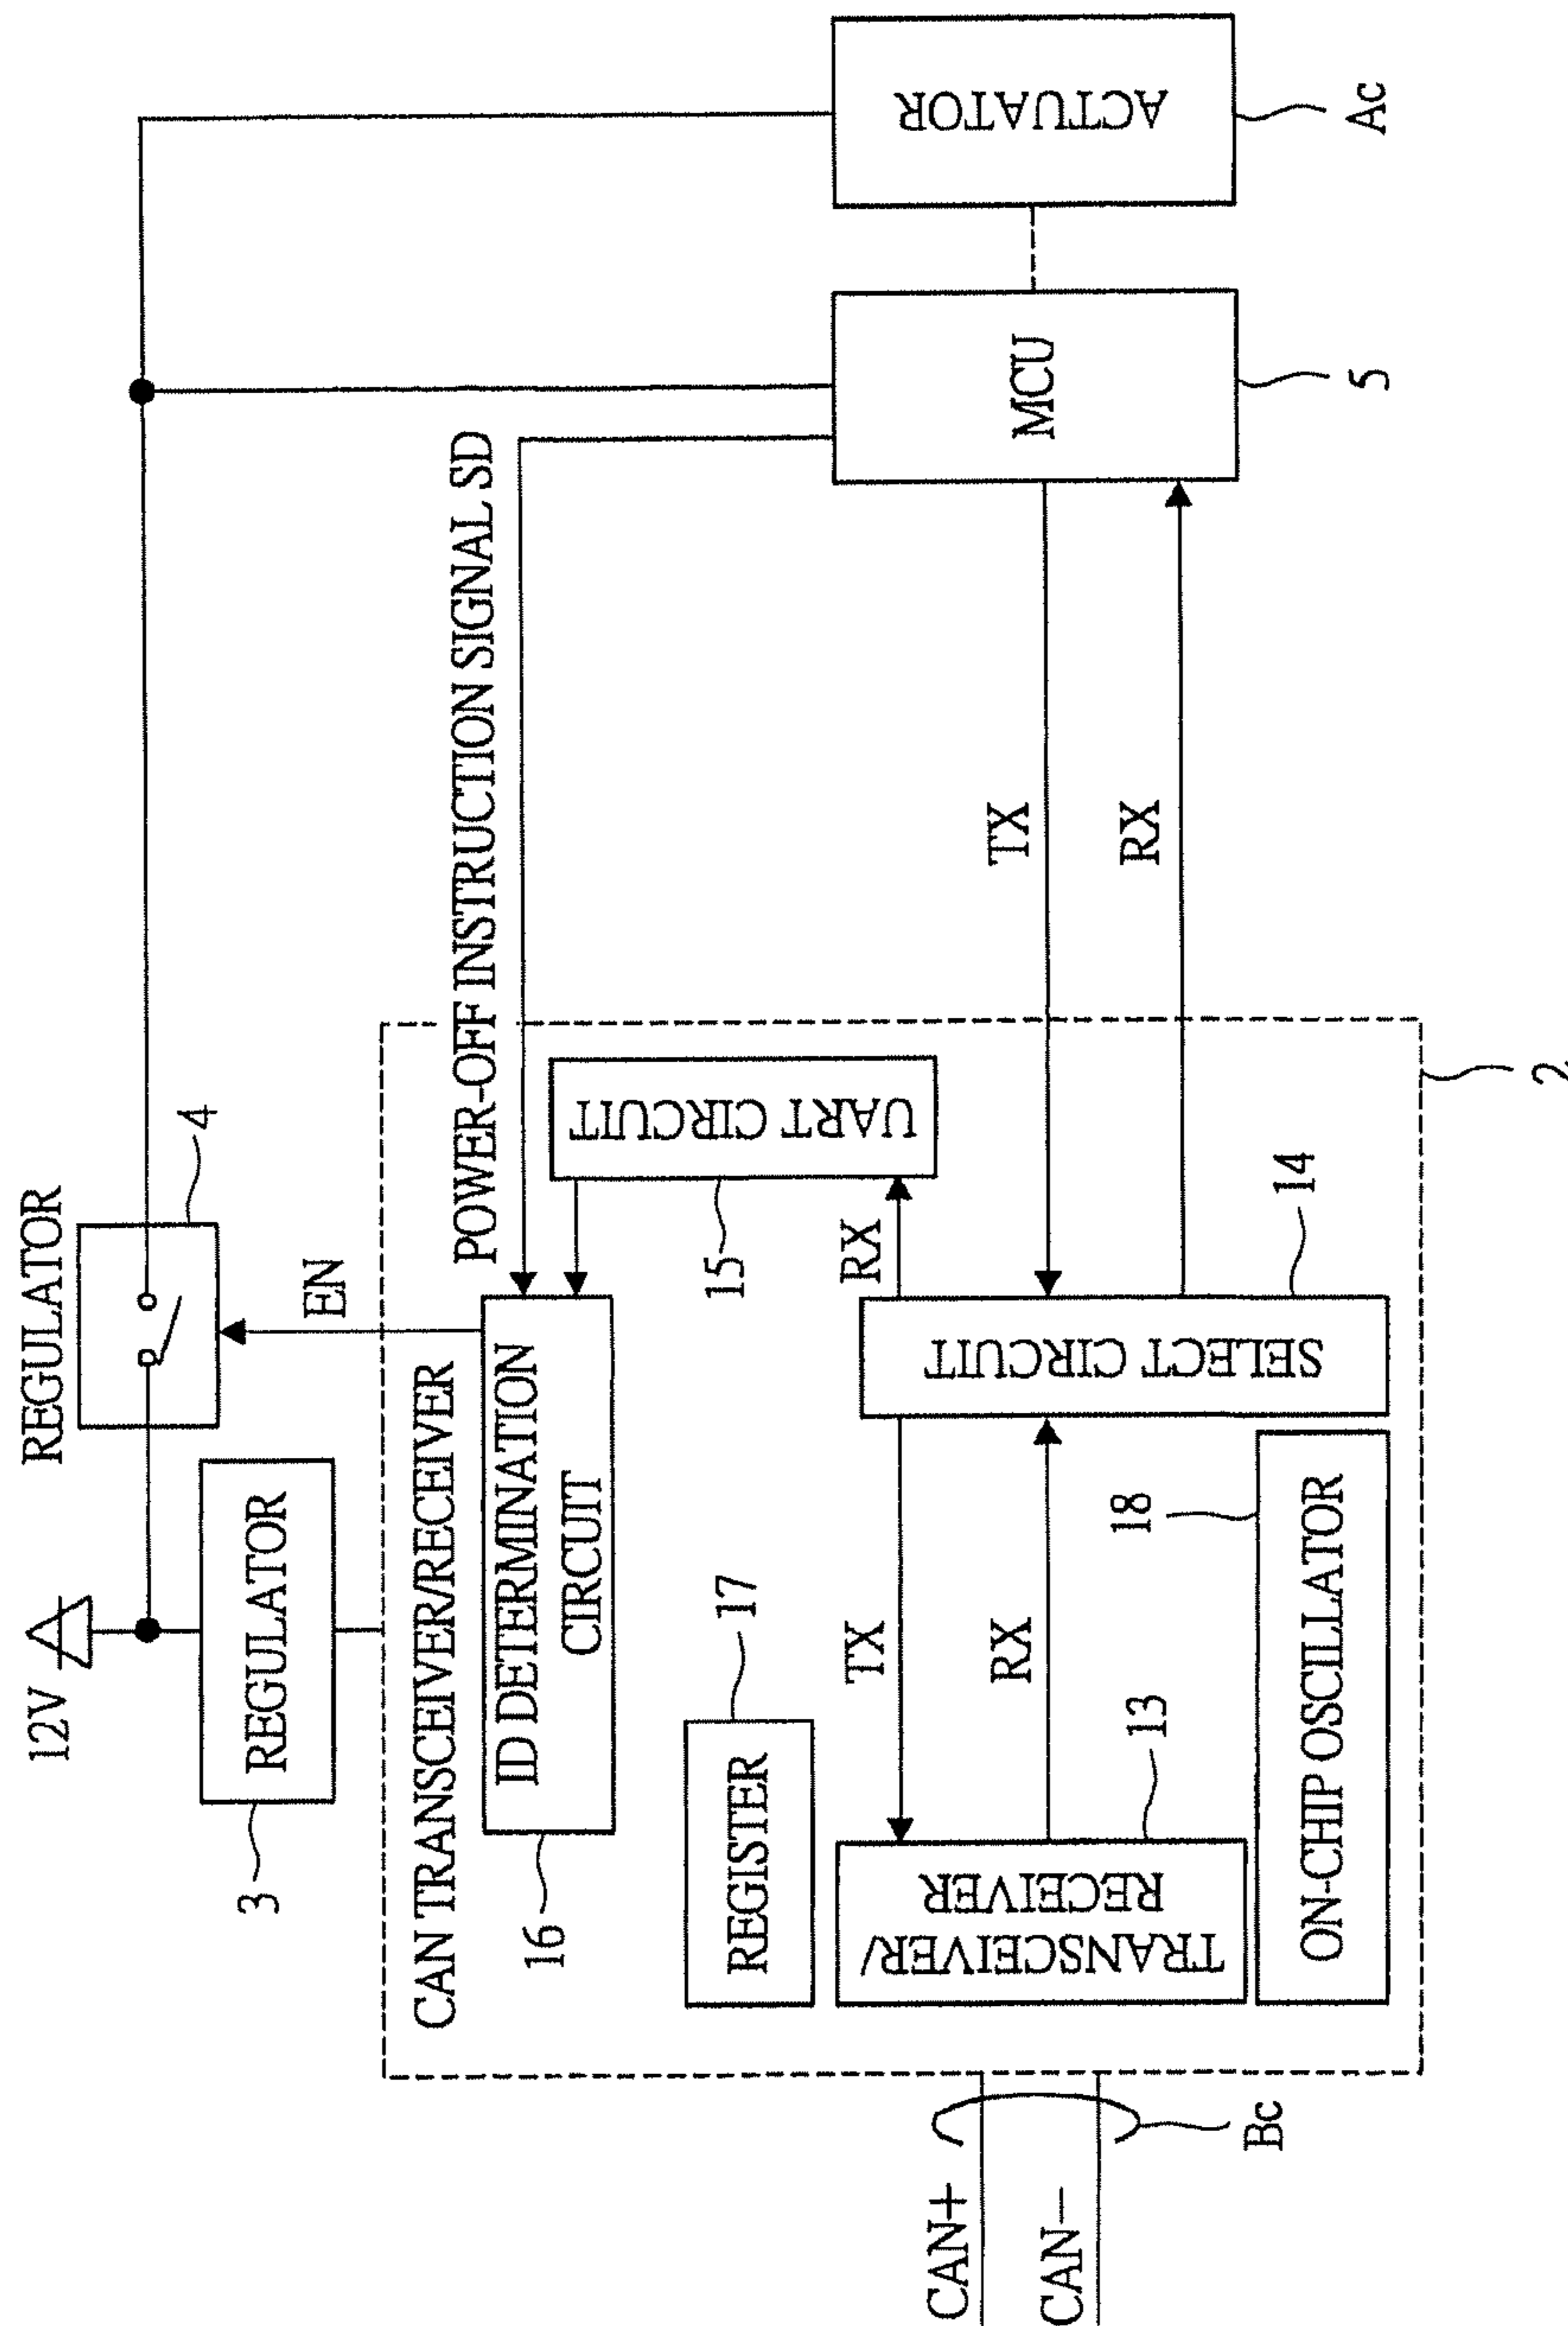 12V
REGULATOR
4
REGULATOR
3
EN
CAN TRANSCEIVER/RECEIVER
POWER-OFF INSTRUCTION SIGNAL SD
ID DETERMINATION
CIRCUIT
16
UART CIRCUIT
15
REGISTER
17
RX
TX
RX
TRANSCEIVER/
RECEIVER
13
SELECT CIRCUIT
14
ON-CHIP OSCILLATOR
18
TX
RX
MCU
5
ACTUATOR
Ac
CAN+
CAN−
Bc
2